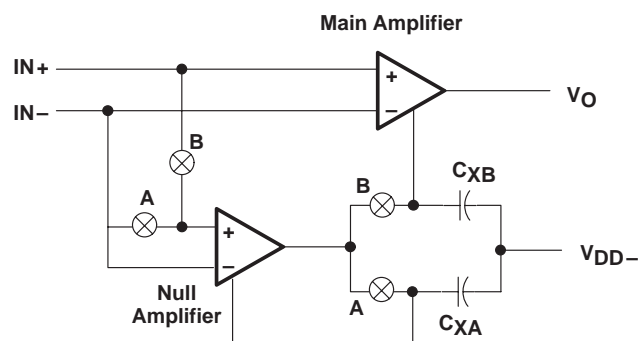 Main Amplifier
IN+
+
IN−
−
VO
B
CXB
A
B
+
VDD−
−
Null
Amplifier
A
CXA